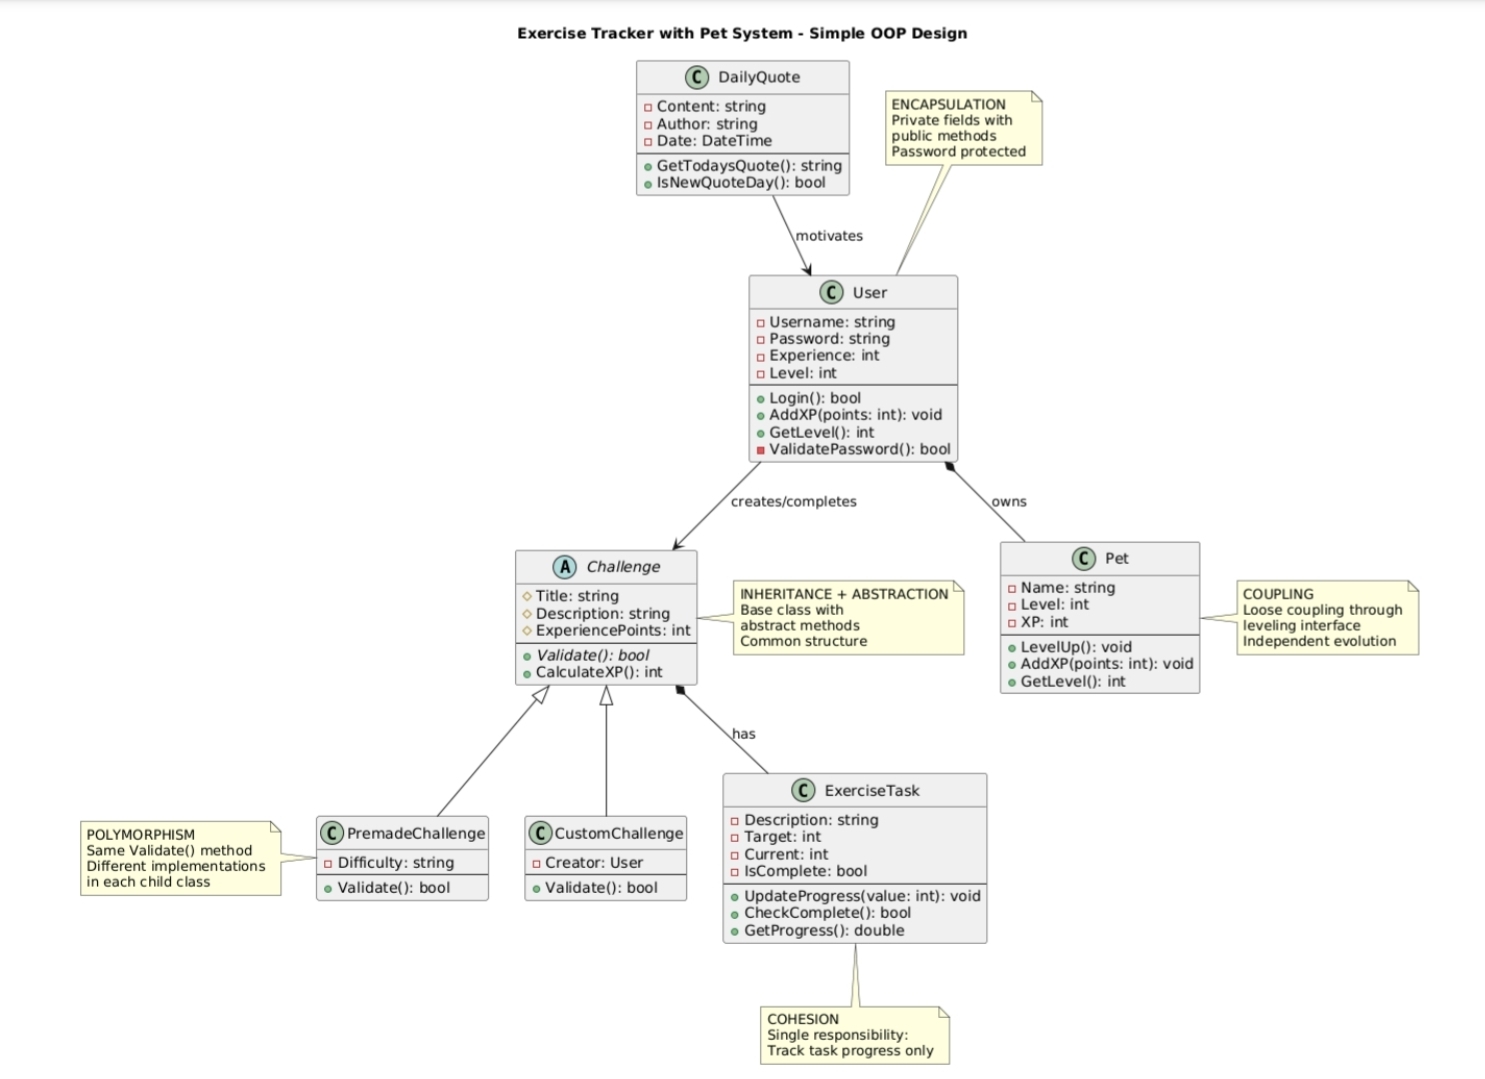 Exercise Tracker with Pet System - Simple OOP Design
C DailyQuote
Content: string
Author: string
Date: DateTime
GetTodaysQuote(): string
IsNewQuoteDay(): bool
ENCAPSULATION
Private fields with
public methods
Password protected
motivates
C User
Username: string
Password: string
Experience: int
Level: int
Login(): bool
AddXP(points: int): void
GetLevel(): int
ValidatePassword(): bool
creates/completes
owns
A Challenge
Title: string
Description: string
ExperiencePoints: int
Validate(): bool
CalculateXP(): int
INHERITANCE + ABSTRACTION
Base class with
abstract methods
Common structure
C Pet
Name: string
Level: int
XP: int
LevelUp(): void
AddXP(points: int): void
GetLevel(): int
COUPLING
Loose coupling through
leveling interface
Independent evolution
has
POLYMORPHISM
Same Validate() method
Different implementations
in each child class
C PremadeChallenge
Difficulty: string
Validate(): bool
C CustomChallenge
Creator: User
Validate(): bool
C ExerciseTask
Description: string
Target: int
Current: int
IsComplete: bool
UpdateProgress(value: int): void
CheckComplete(): bool
GetProgress(): double
COHESION
Single responsibility:
Track task progress only